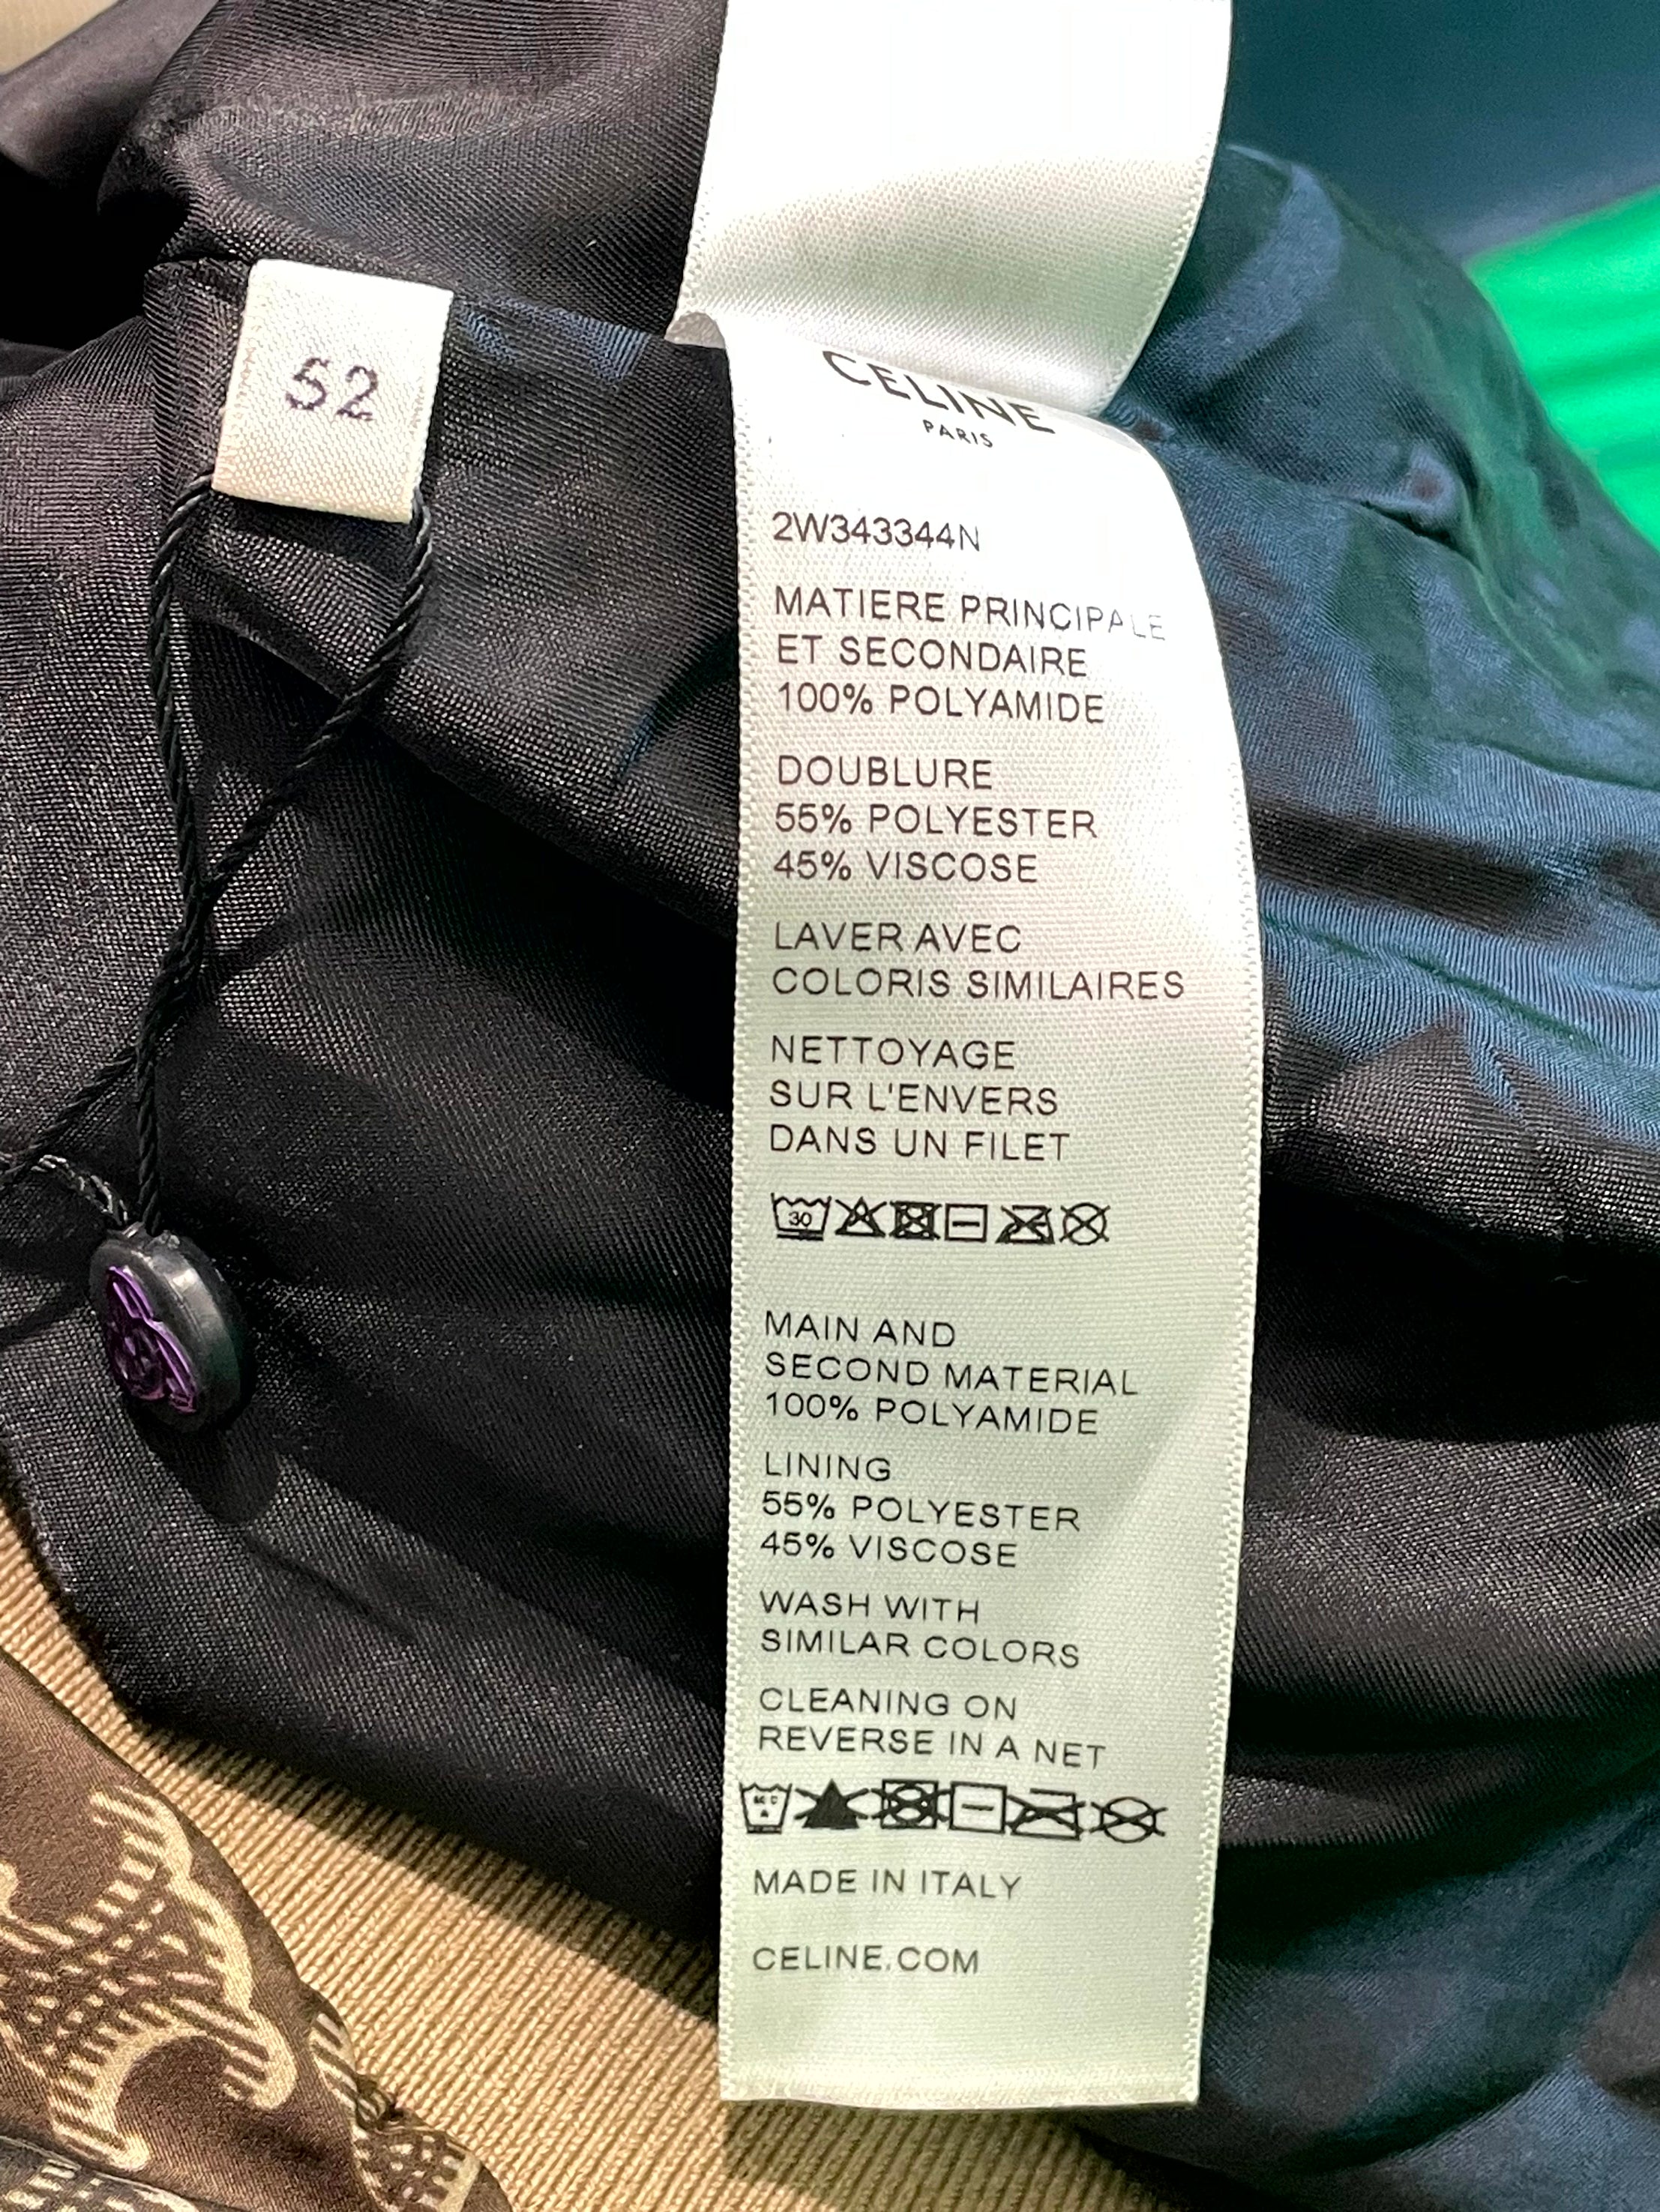 52
CELINE
PARIS
2W343344N
MATIERE PRINCIPALE
ET SECONDAIRE
100% POLYAMIDE
DOUBLURE
55% POLYESTER
45% VISCOSE
LAVER AVEC
COLORIS SIMILAIRES
NETTOYAGE
SUR L'ENVERS
DANS UN FILET
30
MAIN AND
SECOND MATERIAL
100% POLYAMIDE
LINING
55% POLYESTER
45% VISCOSE
WASH WITH
SIMILAR COLORS
CLEANING ON
REVERSE IN A NET
MADE IN ITALY
CELINE.COM